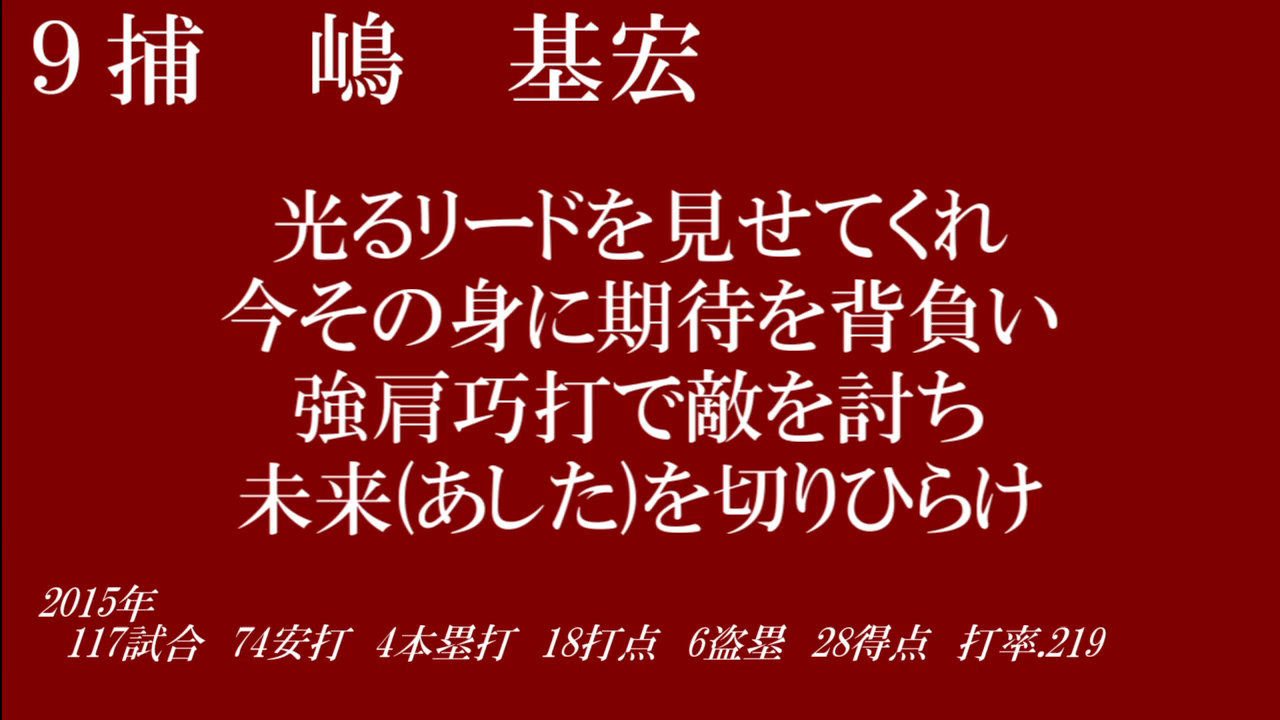 9捕　嶋　基宏
光るリードを見せてくれ
今その身に期待を背負い
強肩巧打で敵を討ち
未来(あした)を切りひらけ
2015年
117試合 74安打 4本塁打 18打点 6盗塁 28得点 打率.219